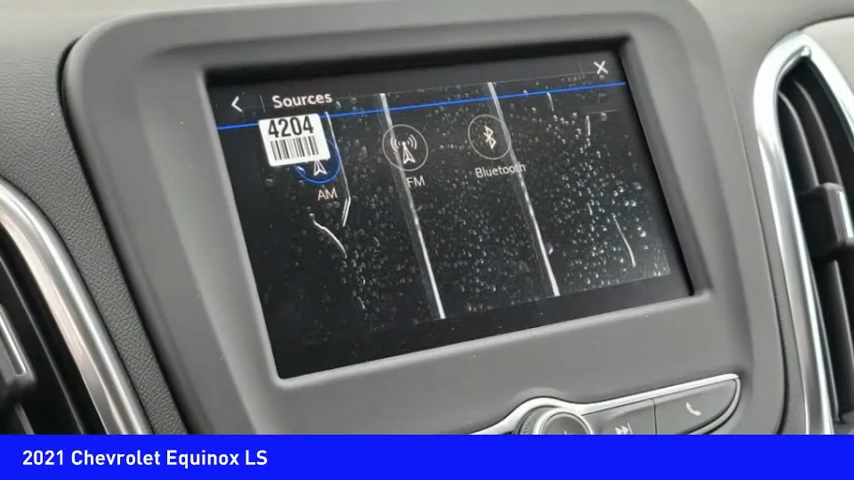 Sources
4204
AM
FM
Bluetooth
2021 Chevrolet Equinox LS